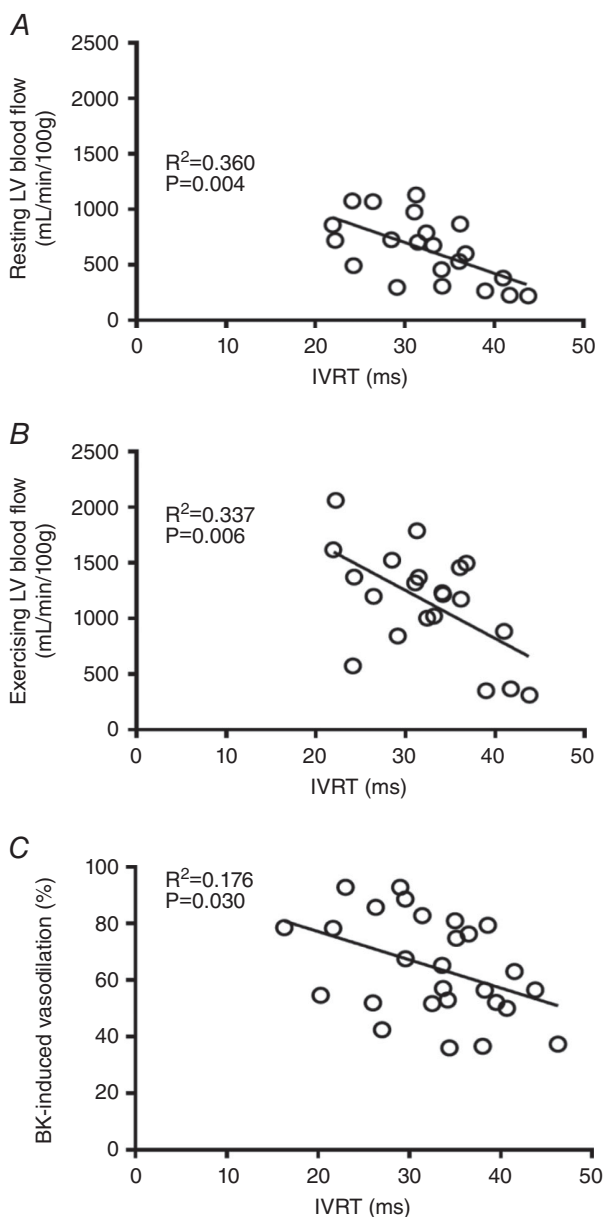 A
Resting LV blood flow
(mL/min/100g)
2500
2000
1500
1000
500
0
R²=0.360
P=0.004
0 10 20 30 40 50
IVRT (ms)
B
Exercising LV blood flow
(mL/min/100g)
2500
2000
1500
1000
500
0
R²=0.337
P=0.006
0 10 20 30 40 50
IVRT (ms)
C
BK-induced vasodilation (%)
100
80
60
40
20
0
R²=0.176
P=0.030
0 10 20 30 40 50
IVRT (ms)